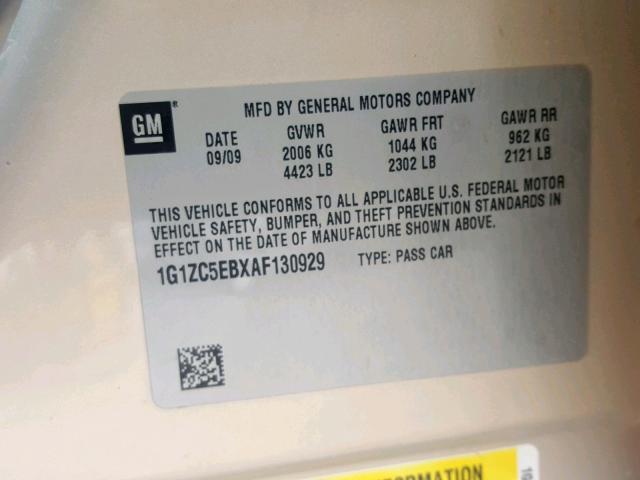 GM ®
MFD BY GENERAL MOTORS COMPANY
DATE GVWR GAWR FRT GAWR RR
09/09 2006 KG 1044 KG 962 KG
4423 LB 2302 LB 2121 LB
THIS VEHICLE CONFORMS TO ALL APPLICABLE U.S. FEDERAL MOTOR
VEHICLE SAFETY, BUMPER, AND THEFT PREVENTION STANDARDS IN
EFFECT ON THE DATE OF MANUFACTURE SHOWN ABOVE.
1G1ZC5EBXAF130929 TYPE: PASS CAR